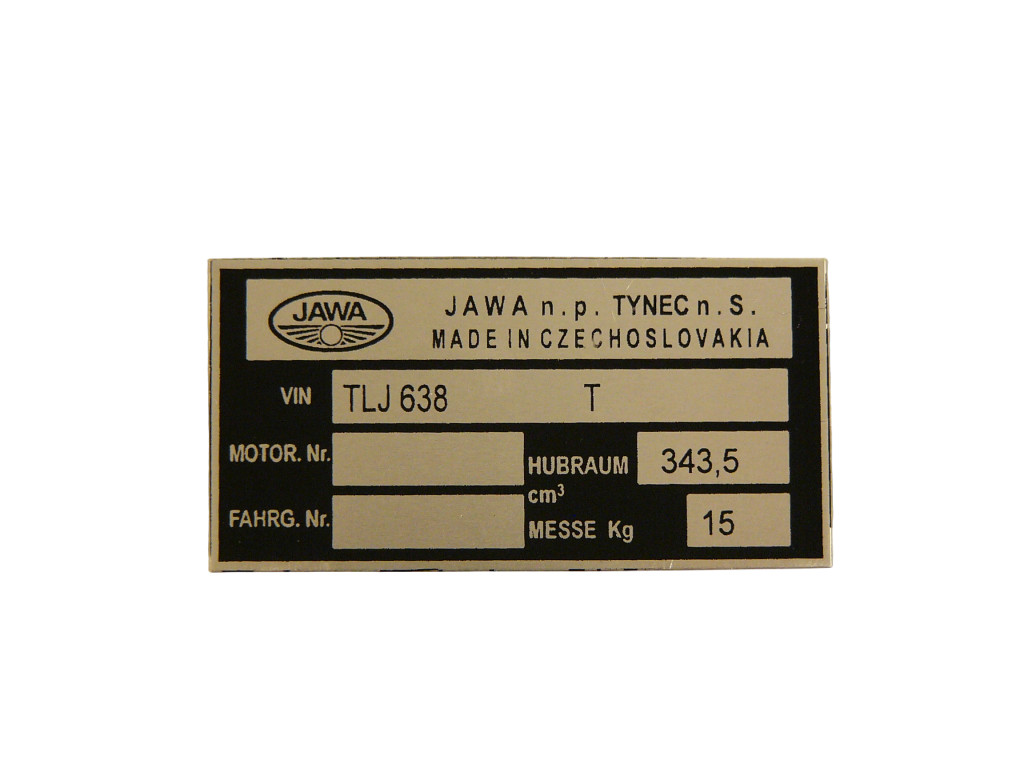 JAWA
JAWA n. p. TYNEC n. S.
MADE IN CZECHOSLOVAKIA
VIN TLJ 638 T
MOTOR. Nr.
HUBRAUM cm³ 343,5
FAHRG. Nr.
MESSE Kg 15